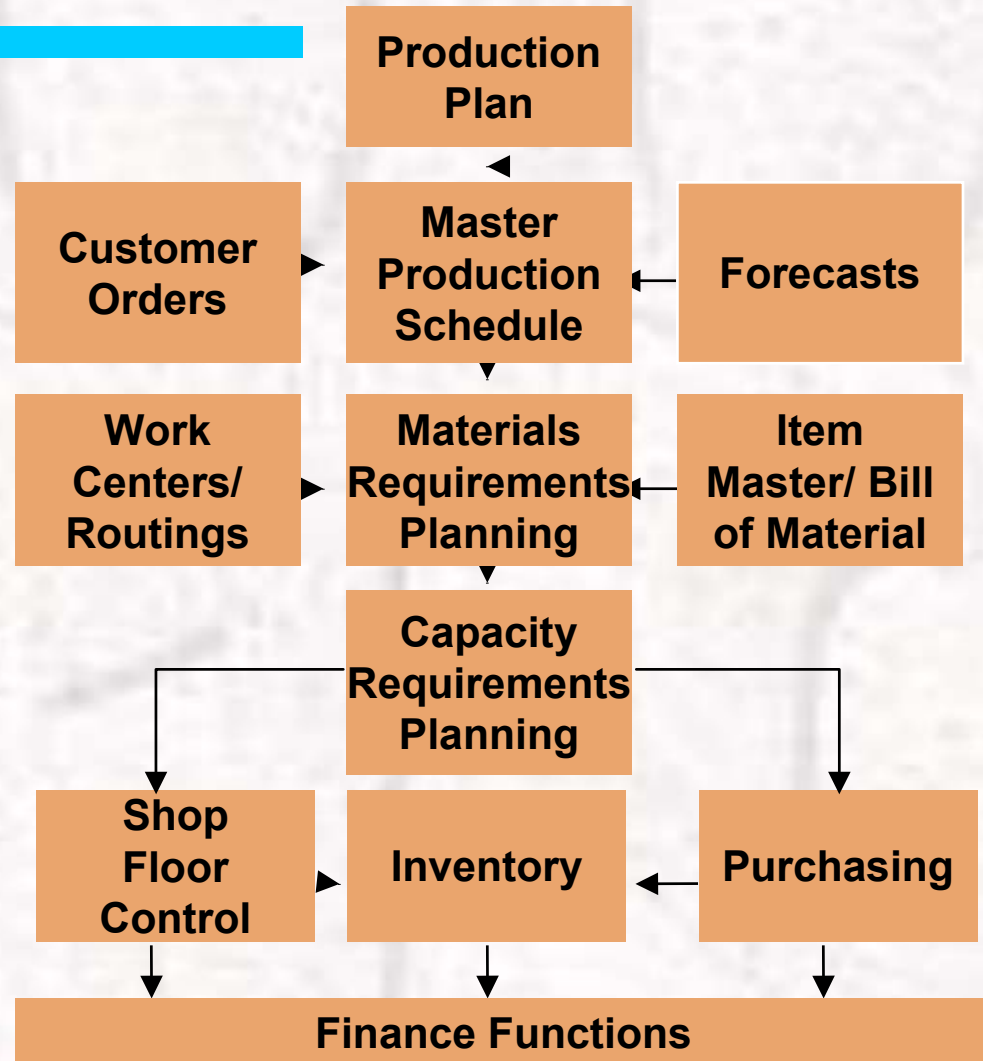 Production
Plan
Customer
Orders
Master
Production
Schedule
Forecasts
Work
Centers/
Routings
Materials
Requirements
Planning
Item
Master/ Bill
of Material
Capacity
Requirements
Planning
Shop
Floor
Control
Inventory
Purchasing
Finance Functions